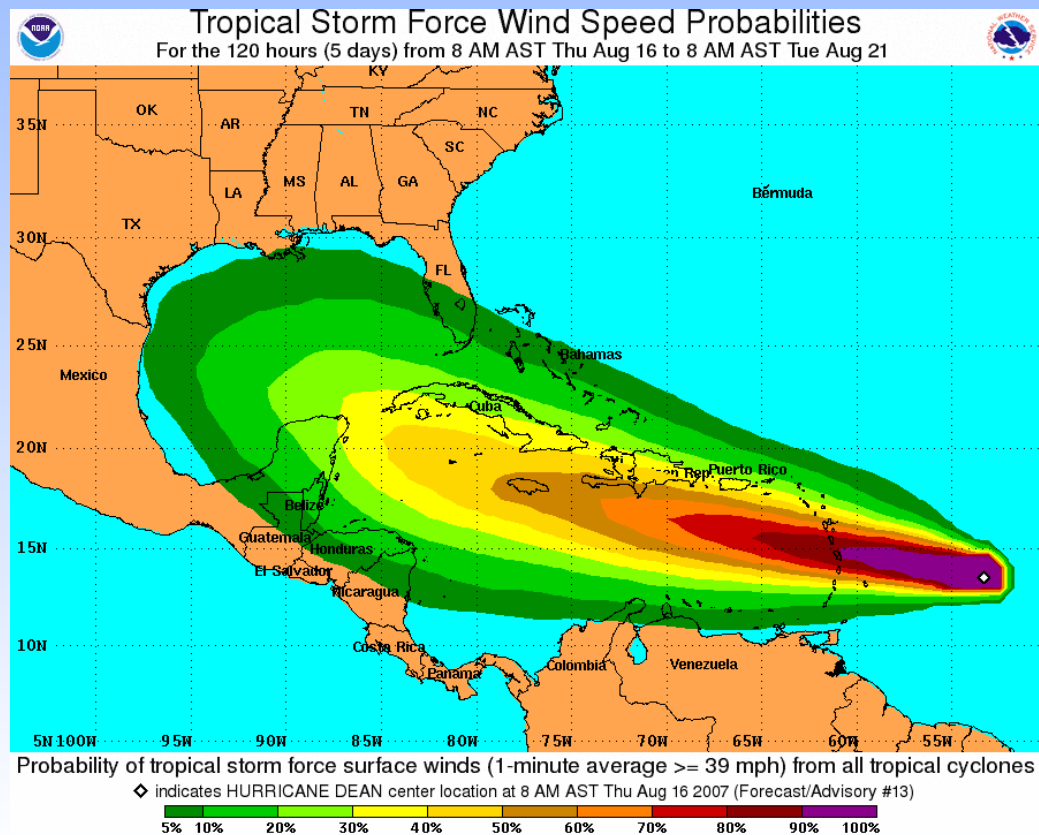 Tropical Storm Force Wind Speed Probabilities
For the 120 hours (5 days) from 8 AM AST Thu Aug 16 to 8 AM AST Tue Aug 21
NOAA
NATIONAL WEATHER SERVICE
KY
OK
TN
NC
35N
AR
SC
MS
AL
GA
LA
Bermuda
TX
30N
FL
25N
Bahamas
Mexico
Cuba
20N
an Rep
Puerto Rico
Belize
Guatemala
15N
Honduras
El Salvador
Nicaragua
10N
Costa Rica
Colombia
Venezuela
Panama
5N 100W 95W 90W 85W 80W 75W 70W 65W 60W 55W
Probability of tropical storm force surface winds (1-minute average >= 39 mph) from all tropical cyclones
indicates HURRICANE DEAN center location at 8 AM AST Thu Aug 16 2007 (Forecast/Advisory #13)
5% 10% 20% 30% 40% 50% 60% 70% 80% 90% 100%